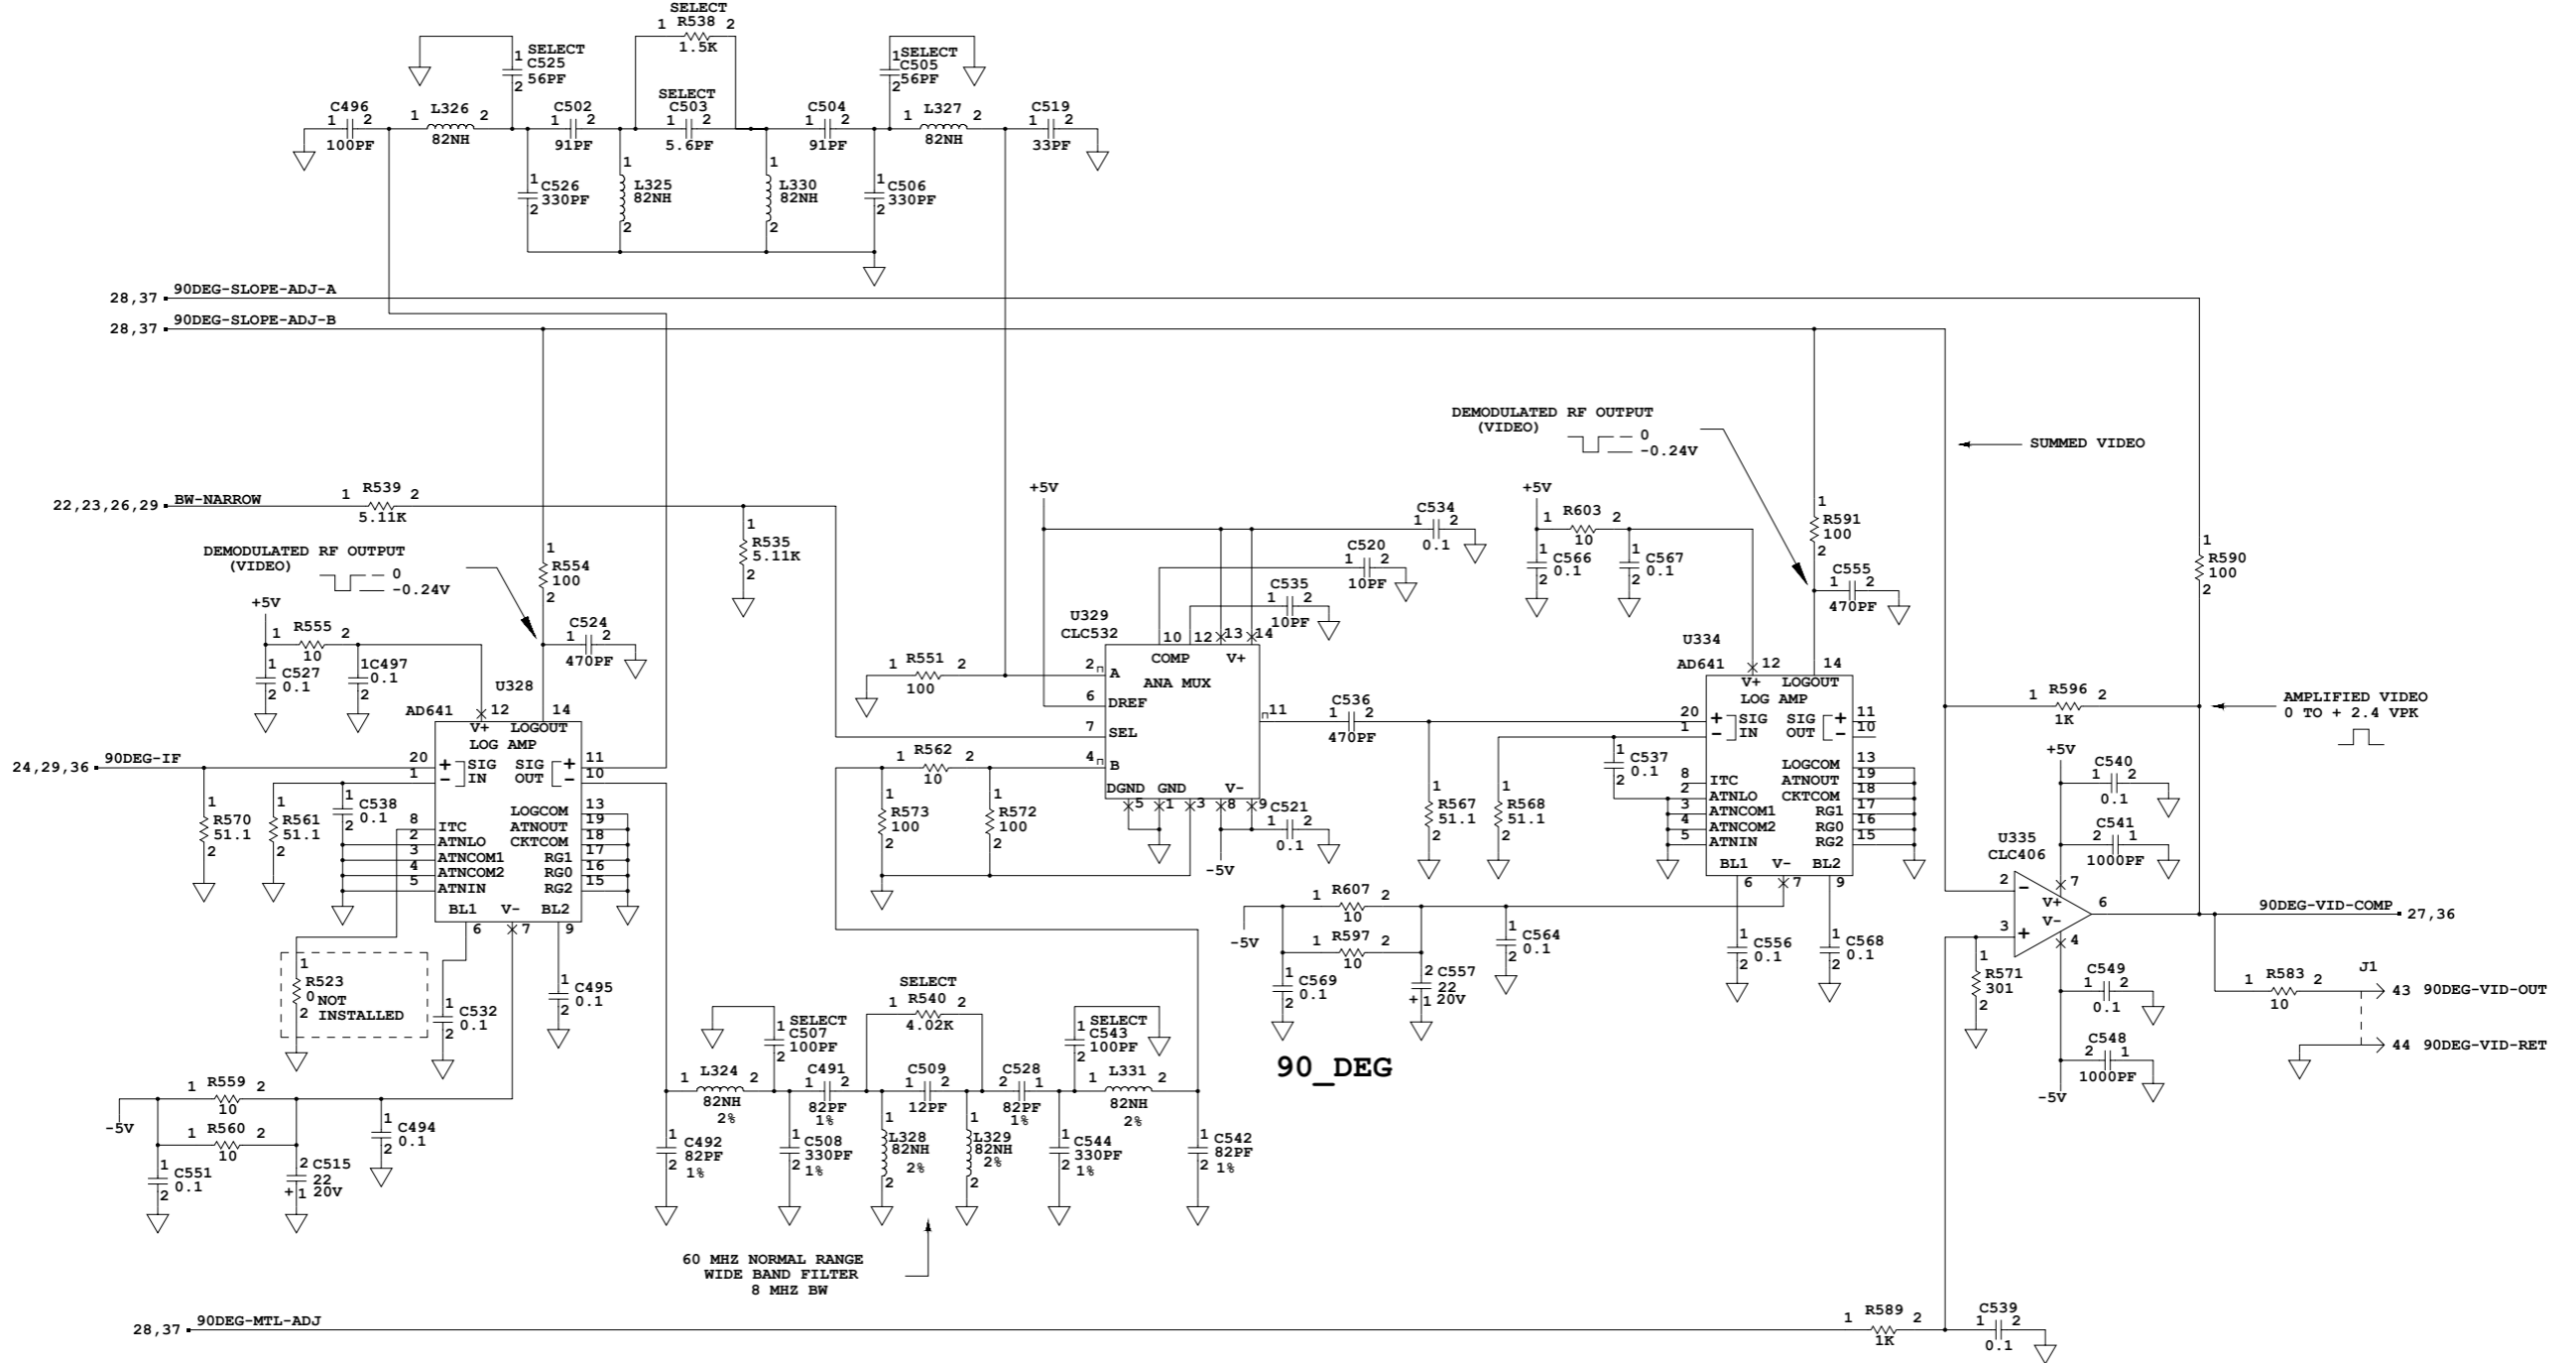 SELECT
1 R538 2
1.5K
1 SELECT
C525
56PF
2
1 SELECT
C505
56PF
2
C496
1 2
100PF
L326
1 2
82NH
C502
1 2
91PF
SELECT
C503
1 2
5.6PF
C504
1 2
91PF
L327
1 2
82NH
C519
1 2
33PF
1
C526
330PF
2
1
L325
82NH
2
1
L330
82NH
2
1
C506
330PF
2
28,37 90DEG-SLOPE-ADJ-A
28,37 90DEG-SLOPE-ADJ-B
DEMODULATED RF OUTPUT
(VIDEO)
0
-0.24V
SUMMED VIDEO
22,23,26,29 BW-NARROW
1 R539 2
5.11K
1
R535
5.11K
2
DEMODULATED RF OUTPUT
(VIDEO)
0
-0.24V
1
R554
100
2
C524
1 2
470PF
+5V
R555
1 2
10
1
C527
0.1
2
1C497
0.1
2
U328
AD641
12 14
V+ LOGOUT
LOG AMP
20 + SIG
1 - IN
SIG + 11
OUT - 10
LOGCOM 13
8 ITC ATNOUT 19
2 ATNLO CKTCOM 18
3 ATNCOM1 RG1 17
4 ATNCOM2 RG0 16
5 ATNIN RG2 15
BL1 V- BL2
6 7 9
24,29,36 90DEG-IF
1
R570
51.1
2
1
R561
51.1
2
1
C538
0.1
2
1
R523
0 NOT
2 INSTALLED
1
C532
0.1
2
1
C495
0.1
2
1 R559 2
10
-5V
1 R560 2
10
1
C551
0.1
2
2 C515
22
+ 1 20V
1
C494
0.1
2
+5V
C534
1 2
0.1
C520
1 2
10PF
C535
1 2
10PF
U329
CLC532
10 12 13 14
COMP V+
ANA MUX
2 A
6 DREF
7 SEL
4 B
11
DGND GND V-
5 1 3 8 9
1 R551 2
100
1 R562 2
10
1
R573
100
2
1
R572
100
2
C521
1 2
0.1
-5V
C536
1 2
470PF
+5V
1 R603 2
10
1
C566
0.1
2
1
C567
0.1
2
1
R591
100
2
C555
1 2
470PF
U334
AD641
12 14
V+ LOGOUT
LOG AMP
20 + SIG
1 - IN
SIG + 11
OUT - 10
LOGCOM 13
8 ITC ATNOUT 19
2 ATNLO CKTCOM 18
3 ATNCOM1 RG1 17
4 ATNCOM2 RG0 16
5 ATNIN RG2 15
BL1 V- BL2
6 7 9
1
C537
0.1
2
1
R567
51.1
2
1
R568
51.1
2
1 R607 2
10
-5V
1 R597 2
10
1
C569
0.1
2
2 C557
22
+ 1 20V
1
C564
0.1
2
1
C556
0.1
2
1
C568
0.1
2
90_DEG
1
R590
100
2
1 R596 2
1K
AMPLIFIED VIDEO
0 TO + 2.4 VPK
+5V
C540
1 2
0.1
C541
2 1
1000PF
U335
CLC406
2 -
7
V+
6
V-
3 +
4
90DEG-VID-COMP 27,36
1
R571
301
2
C549
1 2
0.1
C548
2 1
1000PF
-5V
1 R583 2
10
J1
43 90DEG-VID-OUT
44 90DEG-VID-RET
SELECT
1 R540 2
4.02K
1 SELECT
C507
100PF
2
1 SELECT
C543
100PF
2
L324
1 2
82NH
2%
C491
1 2
82PF
1%
C509
1 2
12PF
C528
2 1
82PF
1%
L331
1 2
82NH
2%
1
C492
82PF
2 1%
1
C508
330PF
2 1%
1
L328
82NH
2%
2
1
L329
82NH
2%
2
1
C544
330PF
2 1%
1
C542
82PF
2 1%
60 MHZ NORMAL RANGE
WIDE BAND FILTER
8 MHZ BW
28,37 90DEG-MTL-ADJ
1 R589 2
1K
C539
1 2
0.1